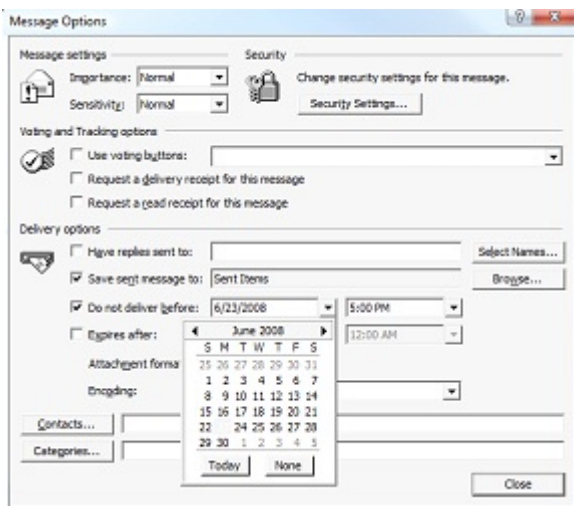 Message Options
Message settings
Security
Importance: Normal
Change security settings for this message.
Sensitivity: Normal
Security Settings...
Voting and Tracking options
Use voting buttons:
Request a delivery receipt for this message
Request a read receipt for this message
Delivery options
Have replies sent to:
Select Names...
Save sent message to: Sent Items
Browse...
Do not deliver before: 6/23/2008 5:00 PM
Expires after: 12:00 AM
June 2008
S M T W T F S
25 26 27 28 29 30 31
Attachment forma
1 2 3 4 5 6 7
Encoding:
8 9 10 11 12 13 14
15 16 17 18 19 20 21
Contacts...
22 24 25 26 27 28
29 30 1 2 3 4 5
Categories...
Today None
Close